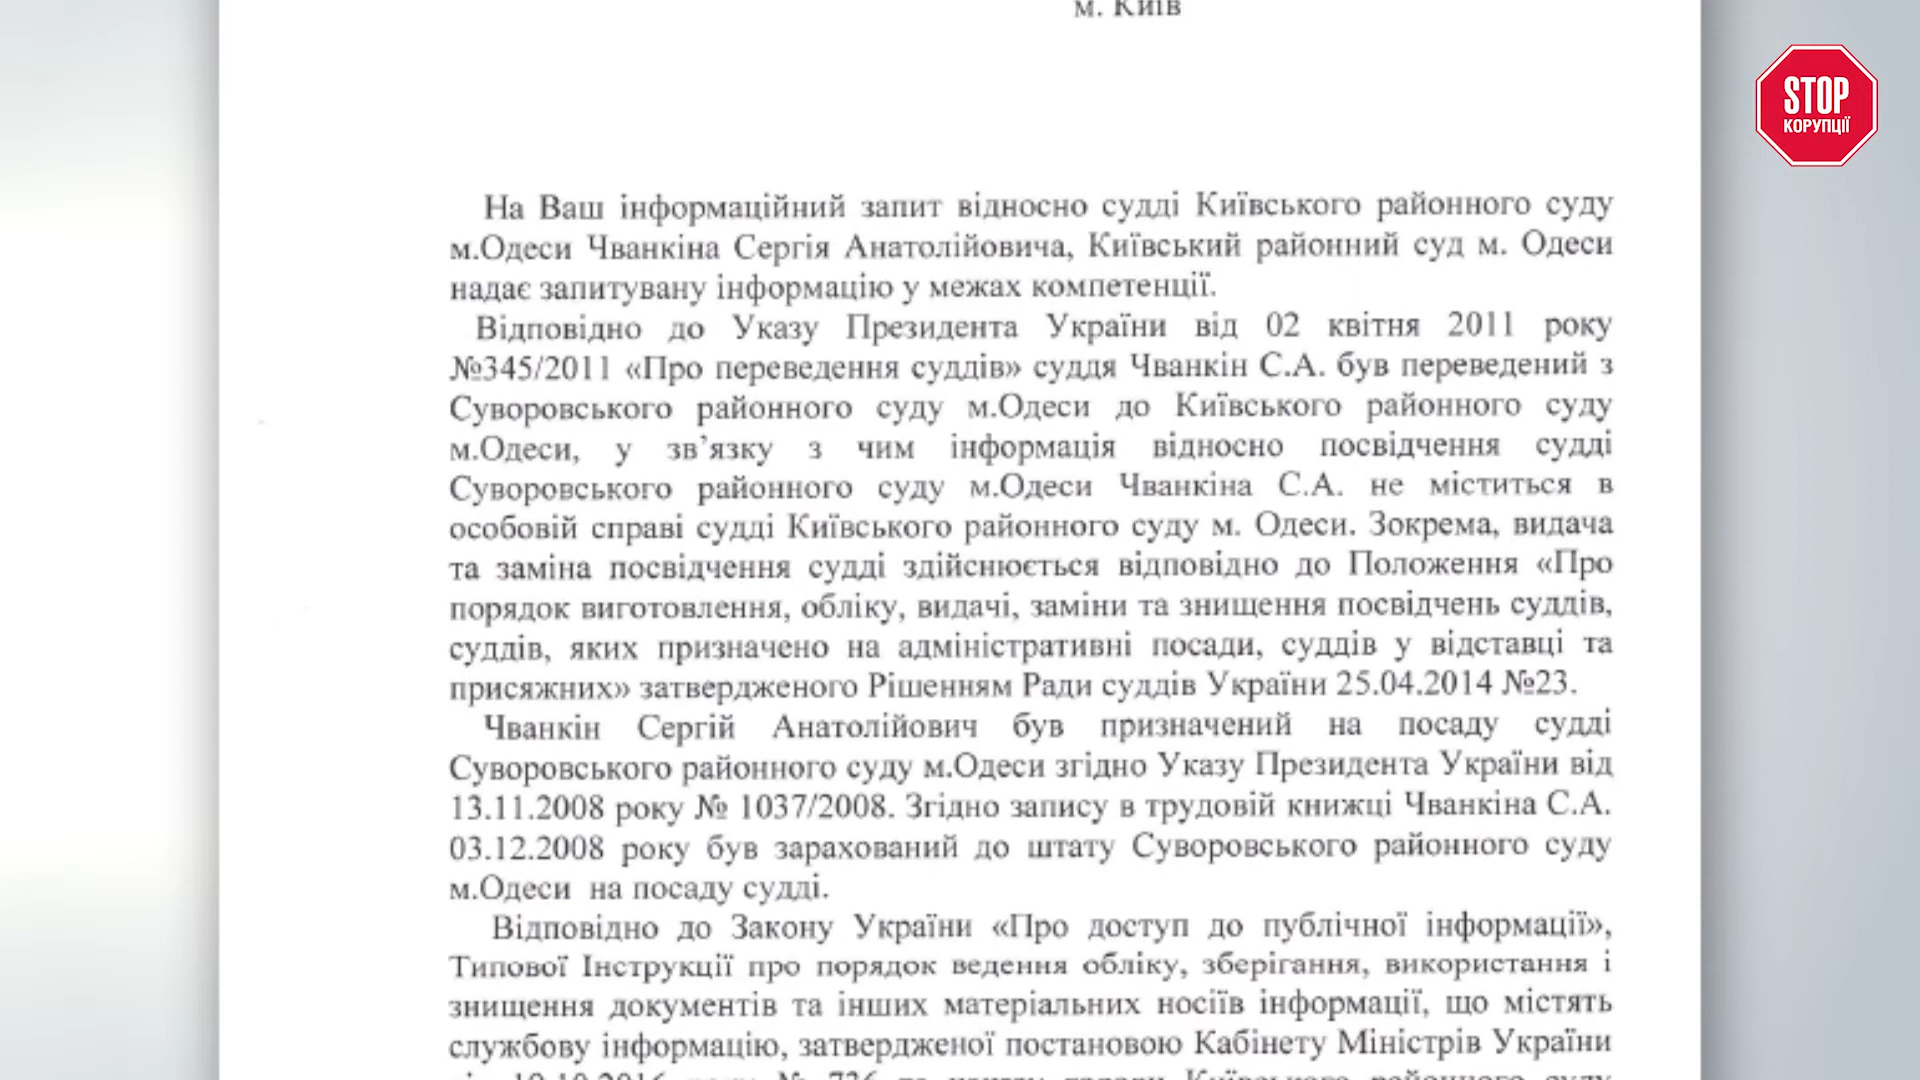 м. Київ
STOP
КОРУПЦІЇ
На Ваш інформаційний запит відносно судді Київського районного суду
м.Одеси Чванкіна Сергія Анатолійовича, Київський районний суд м. Одеси
надає запитувану інформацію у межах компетенції.
Відповідно до Указу Президента України від 02 квітня 2011 року
№345/2011 «Про переведення суддів» суддя Чванкін С.А. був переведений з
Суворовського районного суду м.Одеси до Київського районного суду
м.Одеси, у зв’язку з чим інформація відносно посвідчення судді
Суворовського районного суду м.Одеси Чванкіна С.А. не міститься в
особовій справі судді Київського районного суду м. Одеси. Зокрема, видача
та заміна посвідчення судді здійснюється відповідно до Положення «Про
порядок виготовлення, обліку, видачі, заміни та знищення посвідчень суддів,
суддів, яких призначено на адміністративні посади, суддів у відставці та
присяжних» затвердженого Рішенням Ради суддів України 25.04.2014 №23.
Чванкін Сергій Анатолійович був призначений на посаду судді
Суворовського районного суду м.Одеси згідно Указу Президента України від
13.11.2008 року № 1037/2008. Згідно запису в трудовій книжці Чванкіна С.А.
03.12.2008 року був зарахований до штату Суворовського районного суду
м.Одеси на посаду судді.
Відповідно до Закону України «Про доступ до публічної інформації»,
Типової Інструкції про порядок ведення обліку, зберігання, використання і
знищення документів та інших матеріальних носіїв інформації, що містять
службову інформацію, затвердженої постановою Кабінету Міністрів України